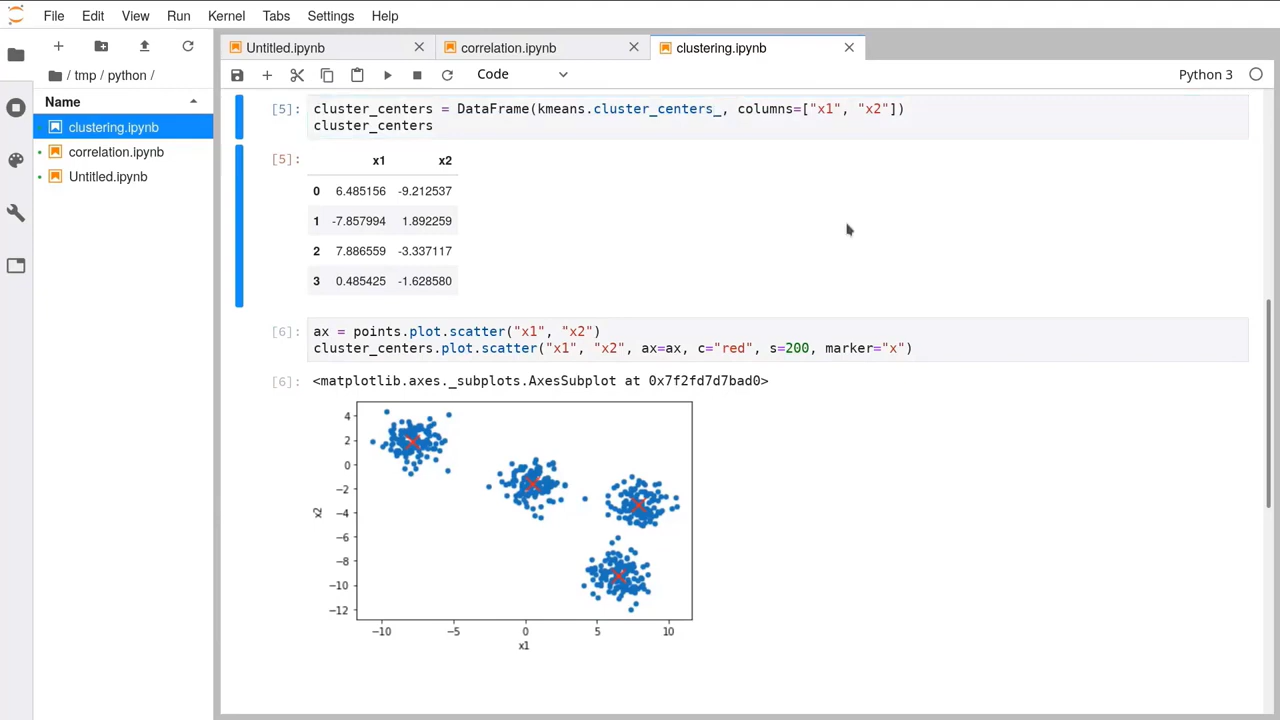 File Edit View Run Kernel Tabs Settings Help
Untitled.ipynb correlation.ipynb clustering.ipynb
/ tmp / python /
Code Python 3
Name
clustering.ipynb
correlation.ipynb
Untitled.ipynb
[5]: cluster_centers = DataFrame(kmeans.cluster_centers_, columns=["x1", "x2"])
cluster_centers
[5]: x1 x2
0 6.485156 -9.212537
1 -7.857994 1.892259
2 7.886559 -3.337117
3 0.485425 -1.628580
[6]: ax = points.plot.scatter("x1", "x2")
cluster_centers.plot.scatter("x1", "x2", ax=ax, c="red", s=200, marker="x")
[6]: <matplotlib.axes._subplots.AxesSubplot at 0x7f2fd7d7bad0>
4
2
0
−2
−4
−6
−8
−10
−12
x2
−10 −5 0 5 10
x1